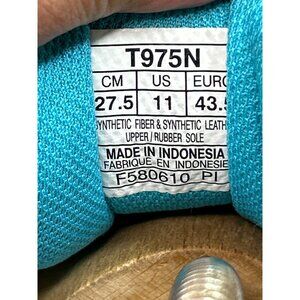 T975N
CM US EURO
27.5 11 43.5
SYNTHETIC FIBER & SYNTHETIC LEATH
UPPER/ RUBBER SOLE
MADE IN INDONESIA
FABRIQUE EN INDONESIE
F580610 PI